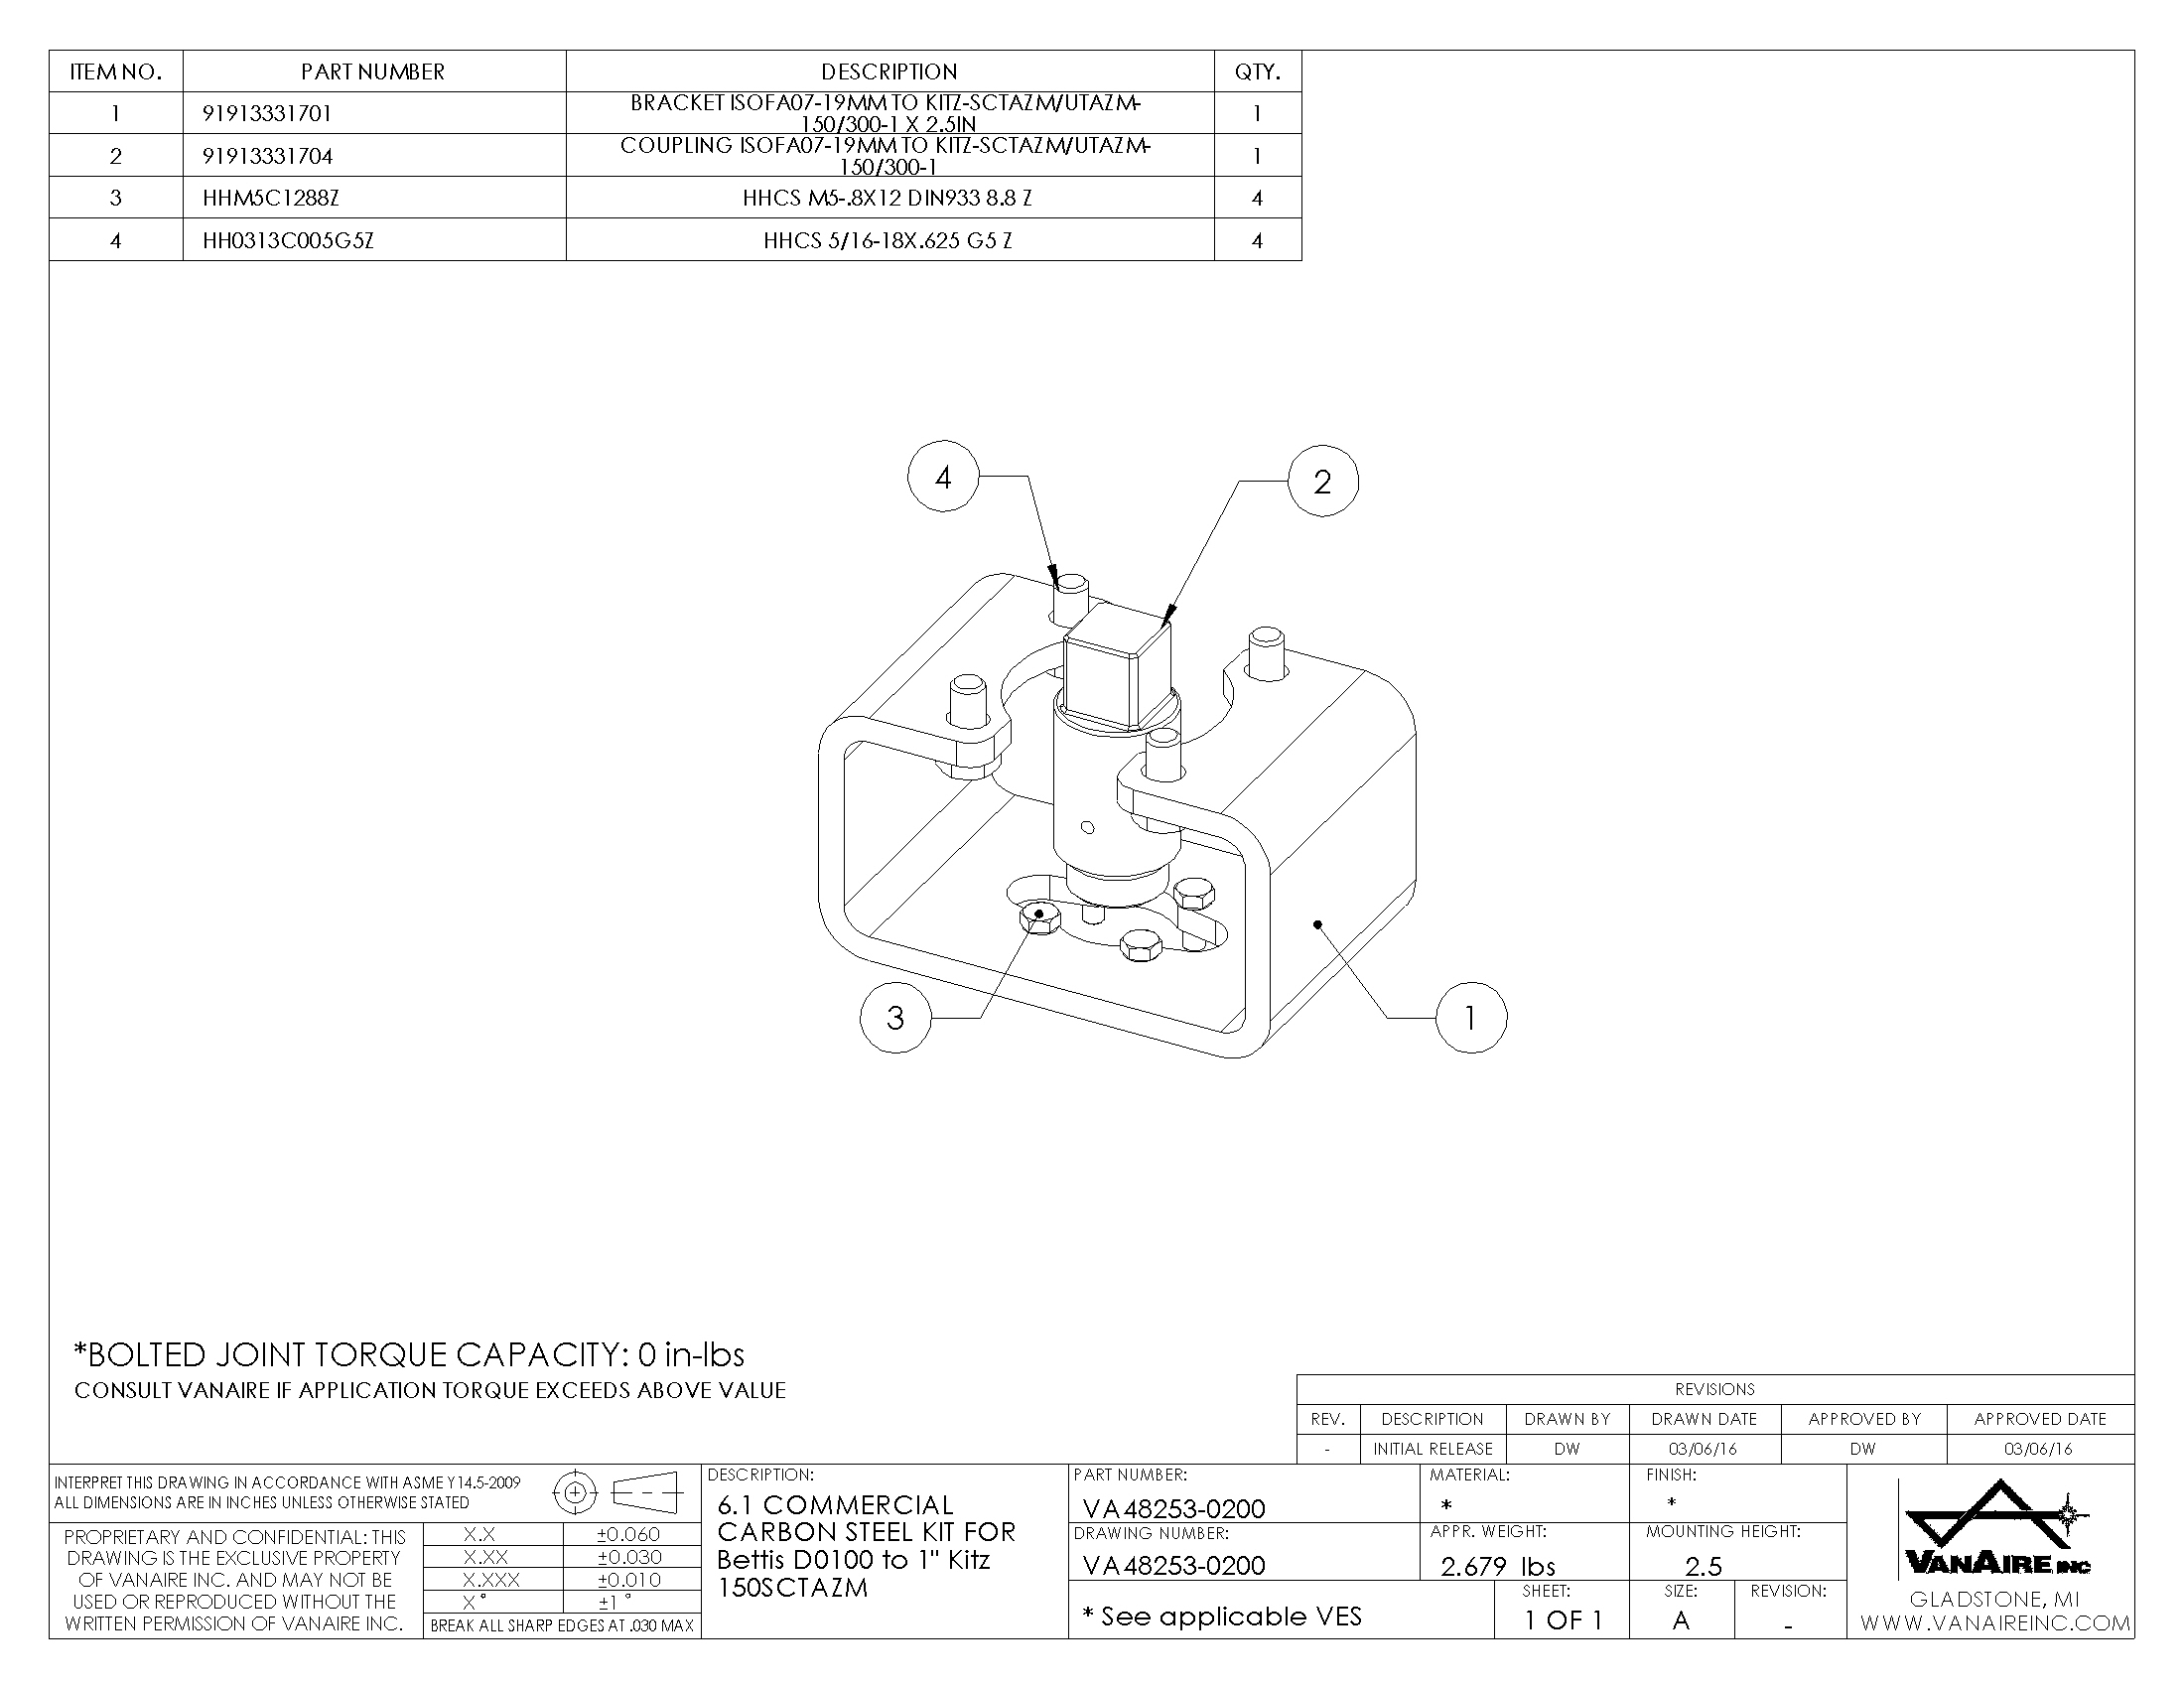 ITEM NO. PART NUMBER DESCRIPTION QTY.
1 91913331701 BRACKET ISOFA07-19MM TO KITZ-SCTAZM/UTAZM-
150/300-1 X 2.5IN 1
2 91913331704 COUPLING ISOFA07-19MM TO KITZ-SCTAZM/UTAZM-
150/300-1 1
3 HHM5C1288Z HHCS M5-.8X12 DIN933 8.8 Z 4
4 HH0313C005G5Z HHCS 5/16-18X.625 G5 Z 4
4
2
3
1
*BOLTED JOINT TORQUE CAPACITY: 0 in-lbs
CONSULT VANAIRE IF APPLICATION TORQUE EXCEEDS ABOVE VALUE
REVISIONS
REV. DESCRIPTION DRAWN BY DRAWN DATE APPROVED BY APPROVED DATE
- INITIAL RELEASE DW 03/06/16 DW 03/06/16
INTERPRET THIS DRAWING IN ACCORDANCE WITH ASME Y14.5-2009
ALL DIMENSIONS ARE IN INCHES UNLESS OTHERWISE STATED
PROPRIETARY AND CONFIDENTIAL: THIS
DRAWING IS THE EXCLUSIVE PROPERTY
OF VANAIRE INC. AND MAY NOT BE
USED OR REPRODUCED WITHOUT THE
WRITTEN PERMISSION OF VANAIRE INC.
X.X ±0.060
X.XX ±0.030
X.XXX ±0.010
X° ±1°
BREAK ALL SHARP EDGES AT .030 MAX
DESCRIPTION:
6.1 COMMERCIAL
CARBON STEEL KIT FOR
Bettis D0100 to 1" Kitz
150SCTAZM
PART NUMBER:
VA48253-0200
DRAWING NUMBER:
VA48253-0200
* See applicable VES
MATERIAL:
*
FINISH:
*
APPR. WEIGHT:
2.679 lbs
MOUNTING HEIGHT:
2.5
SHEET:
1 OF 1
SIZE:
A
REVISION:
-
VANAIRE INC
GLADSTONE, MI
WWW.VANAIREINC.COM